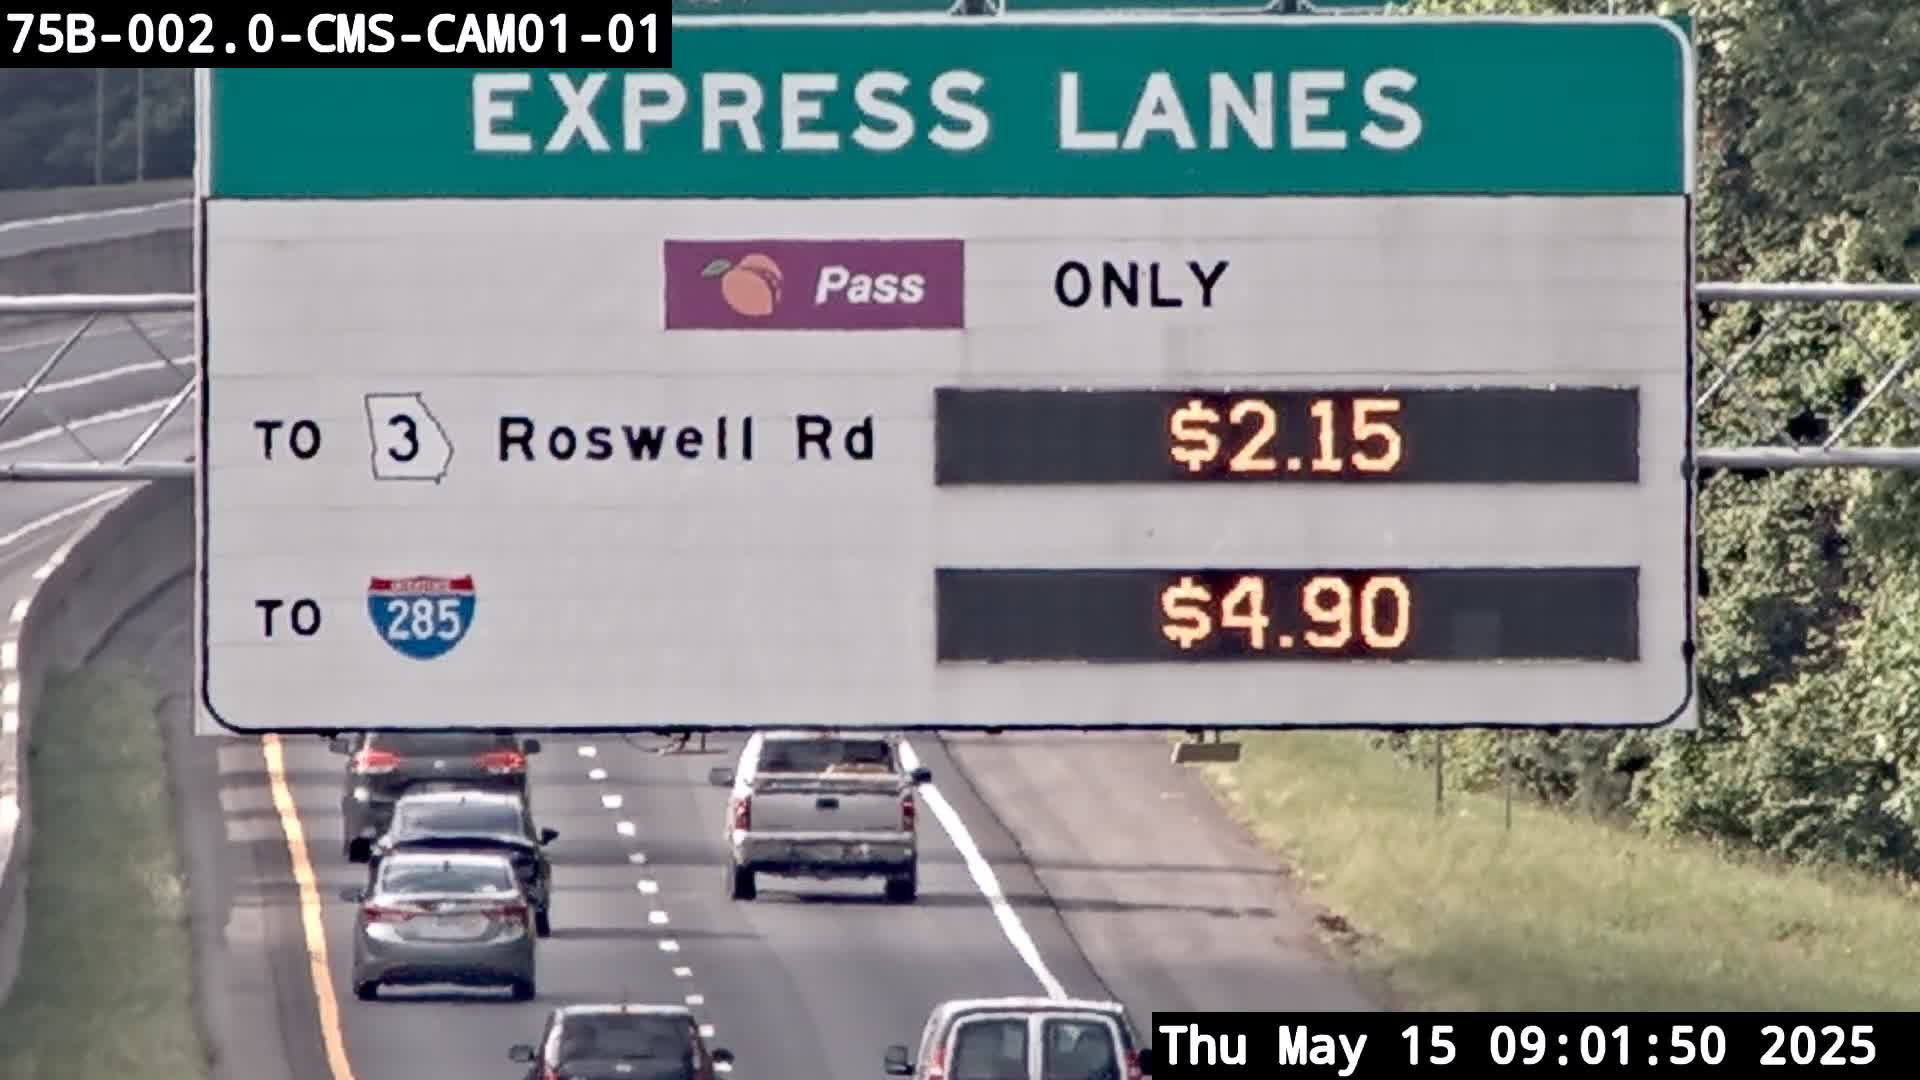 75B-002.0-CMS-CAM01-01
EXPRESS LANES
Pass ONLY
TO 3 Roswell Rd $2.15
INTERSTATE
TO 285 $4.90
Thu May 15 09:01:50 2025